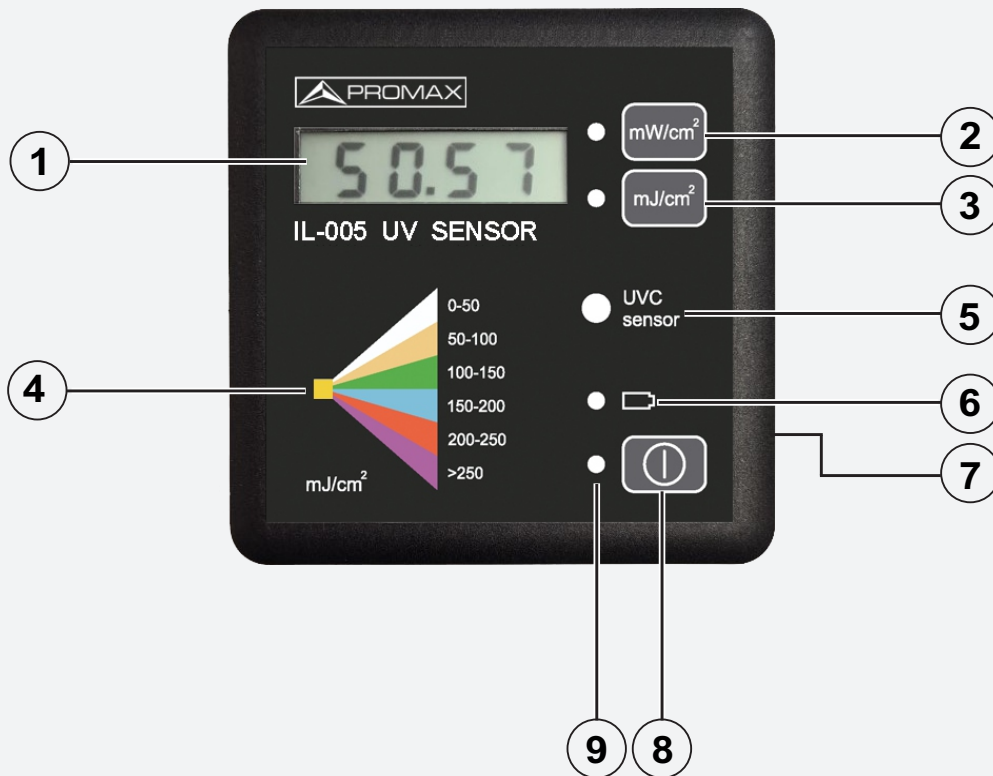 PROMAX
50.57
mW/cm²
mJ/cm²
IL-005 UV SENSOR
UVC
sensor
0-50
50-100
100-150
150-200
200-250
>250
mJ/cm²
1
2
3
4
5
6
7
8
9